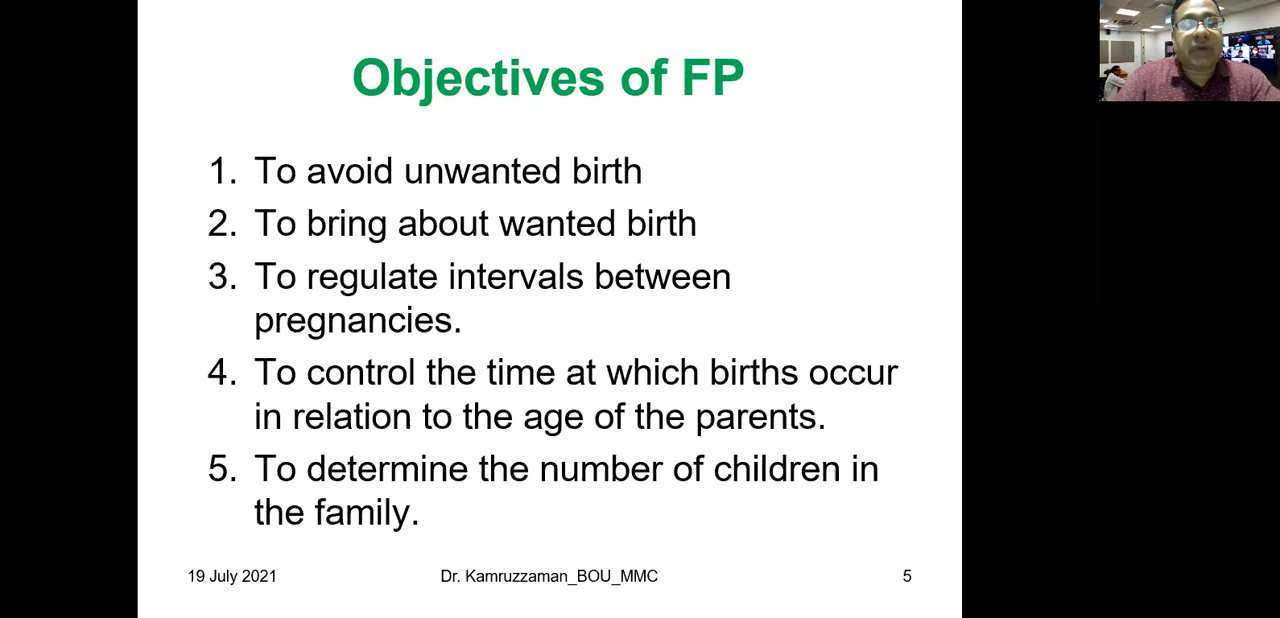 Objectives of FP
1. To avoid unwanted birth
2. To bring about wanted birth
3. To regulate intervals between
pregnancies.
4. To control the time at which births occur
in relation to the age of the parents.
5. To determine the number of children in
the family.
19 July 2021 Dr. Kamruzzaman_BOU_MMC 5